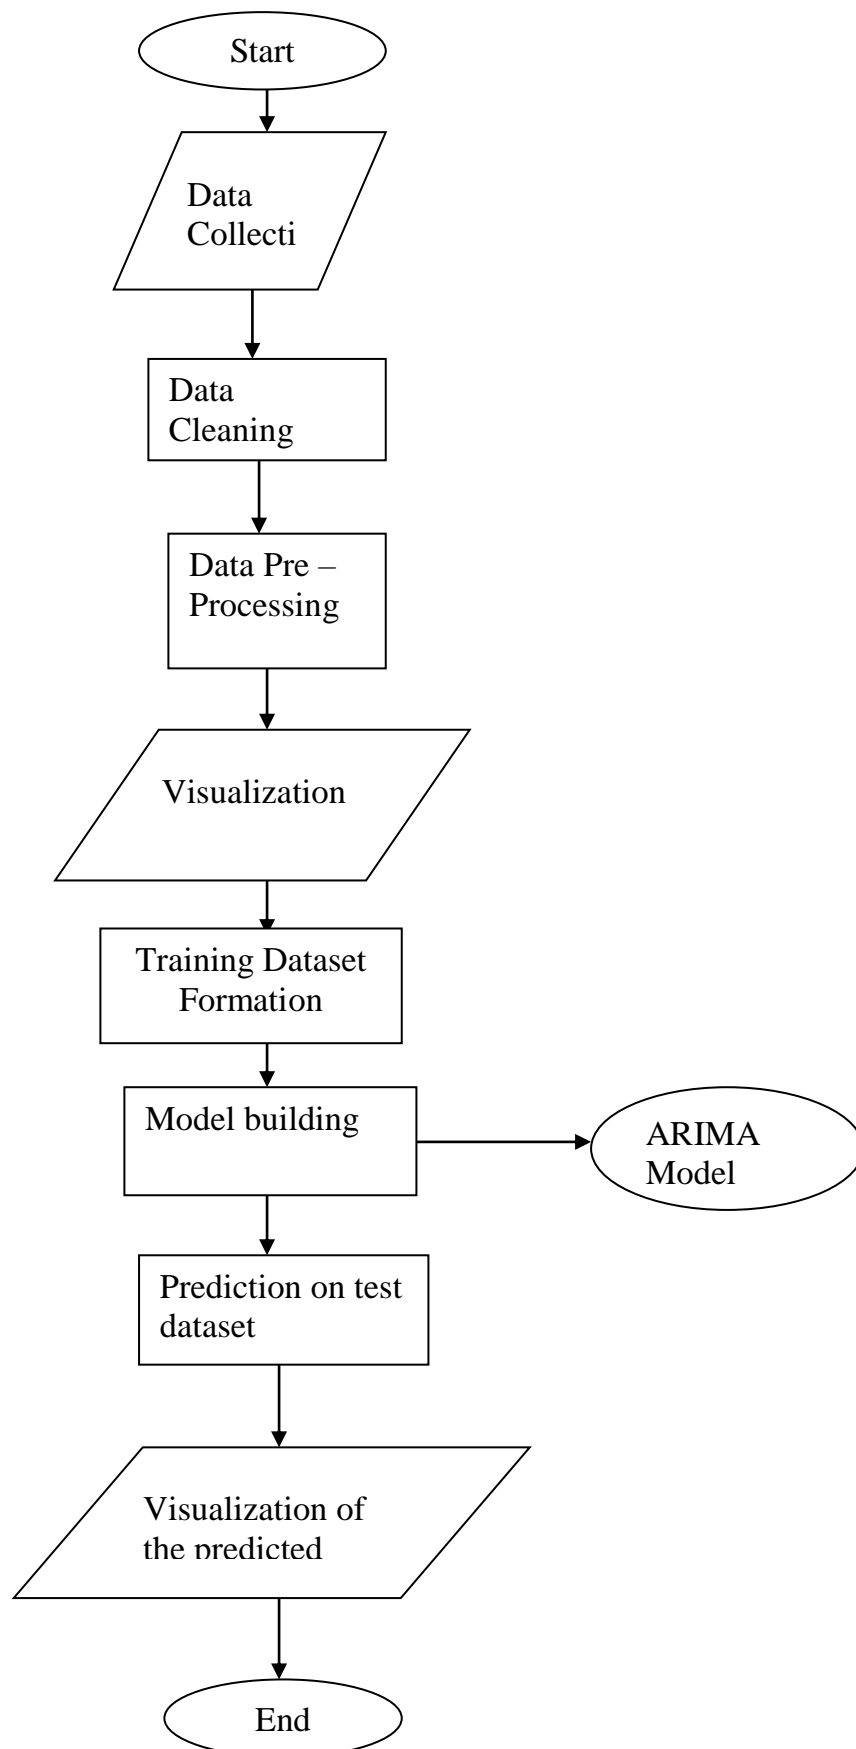 Start
Data
Collecti
Data
Cleaning
Data Pre –
Processing
Visualization
Training Dataset
Formation
Model building
ARIMA
Model
Prediction on test
dataset
Visualization of
the predicted
End